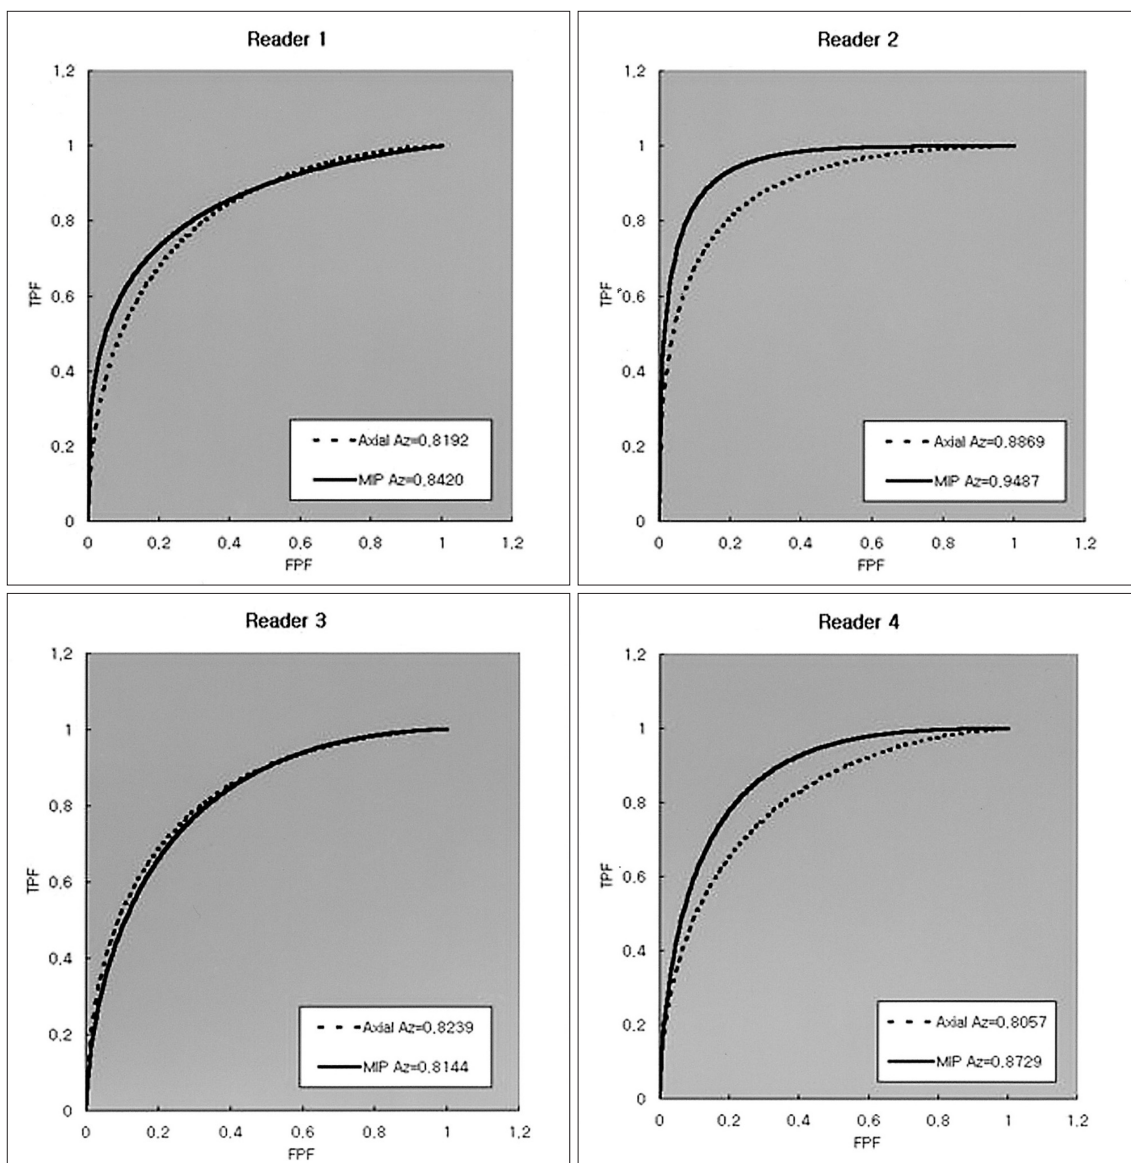 Reader 1
1,2
1
0,8
0,6
0,4
0,2
0
TPF
Axial Az=0,8192
MIP Az=0,8420
0 0,2 0,4 0,6 0,8 1 1,2
FPF
Reader 2
1,2
1
0,8
0,6
0,4
0,2
0
TPF
Axial Az=0,8869
MIP Az=0,9487
0 0,2 0,4 0,6 0,8 1 1,2
FPF
Reader 3
1,2
1
0,8
0,6
0,4
0,2
0
TPF
Axial Az=0,8239
MIP Az=0,8144
0 0,2 0,4 0,6 0,8 1 1,2
FPF
Reader 4
1,2
1
0,8
0,6
0,4
0,2
0
TPF
Axial Az=0,8057
MIP Az=0,8729
0 0,2 0,4 0,6 0,8 1 1,2
FPF